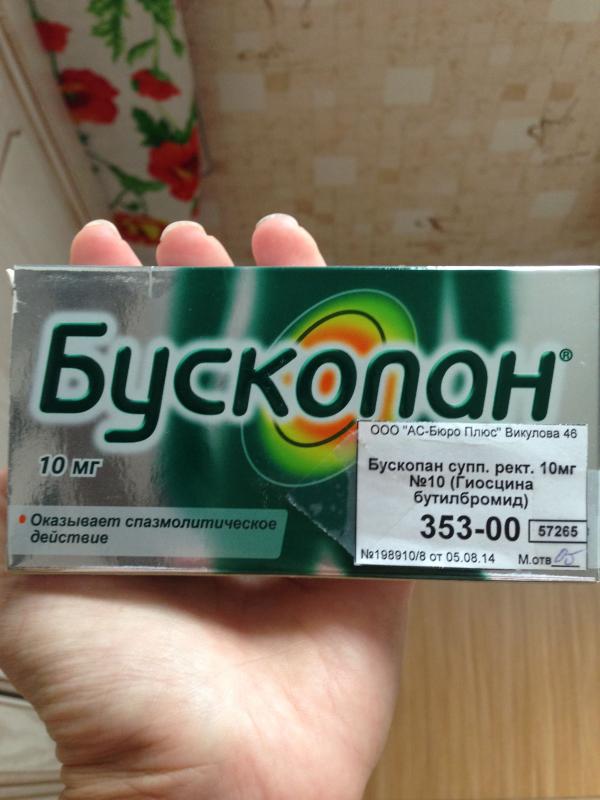 Бускопан®
10 мг
Оказывает спазмолитическое
действие
ООО "АС-Бюро Плюс" Викулова 46
Бускопан супп. рект. 10мг
№10 (Гиосцина
бутилбромид)
353-00 57265
№198910/8 от 05.08.14 М.отв